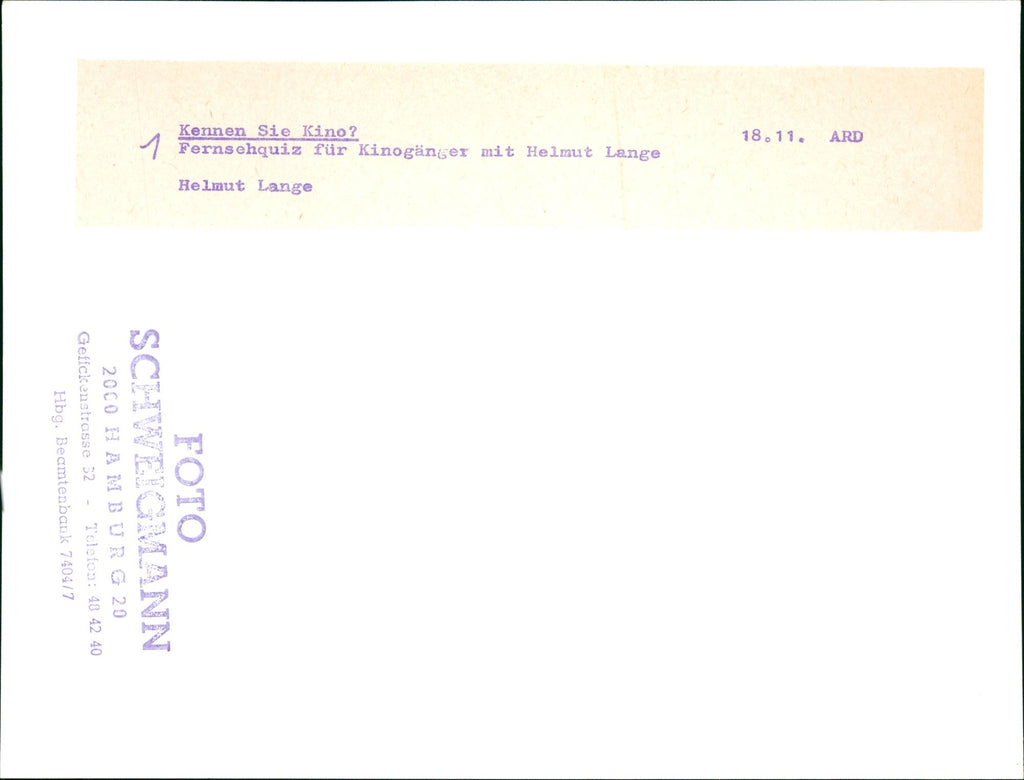 1
Kennen Sie Kino? 18.11. ARD
Fernsehquiz für Kinogänger mit Helmut Lange
Helmut Lange
FOTO
SCHWEIGMANN
2000 HAMBURG 20
Geffckenstrasse 32 - Telefon: 48 42 40
Hbg. Beamtenbank 7404/7